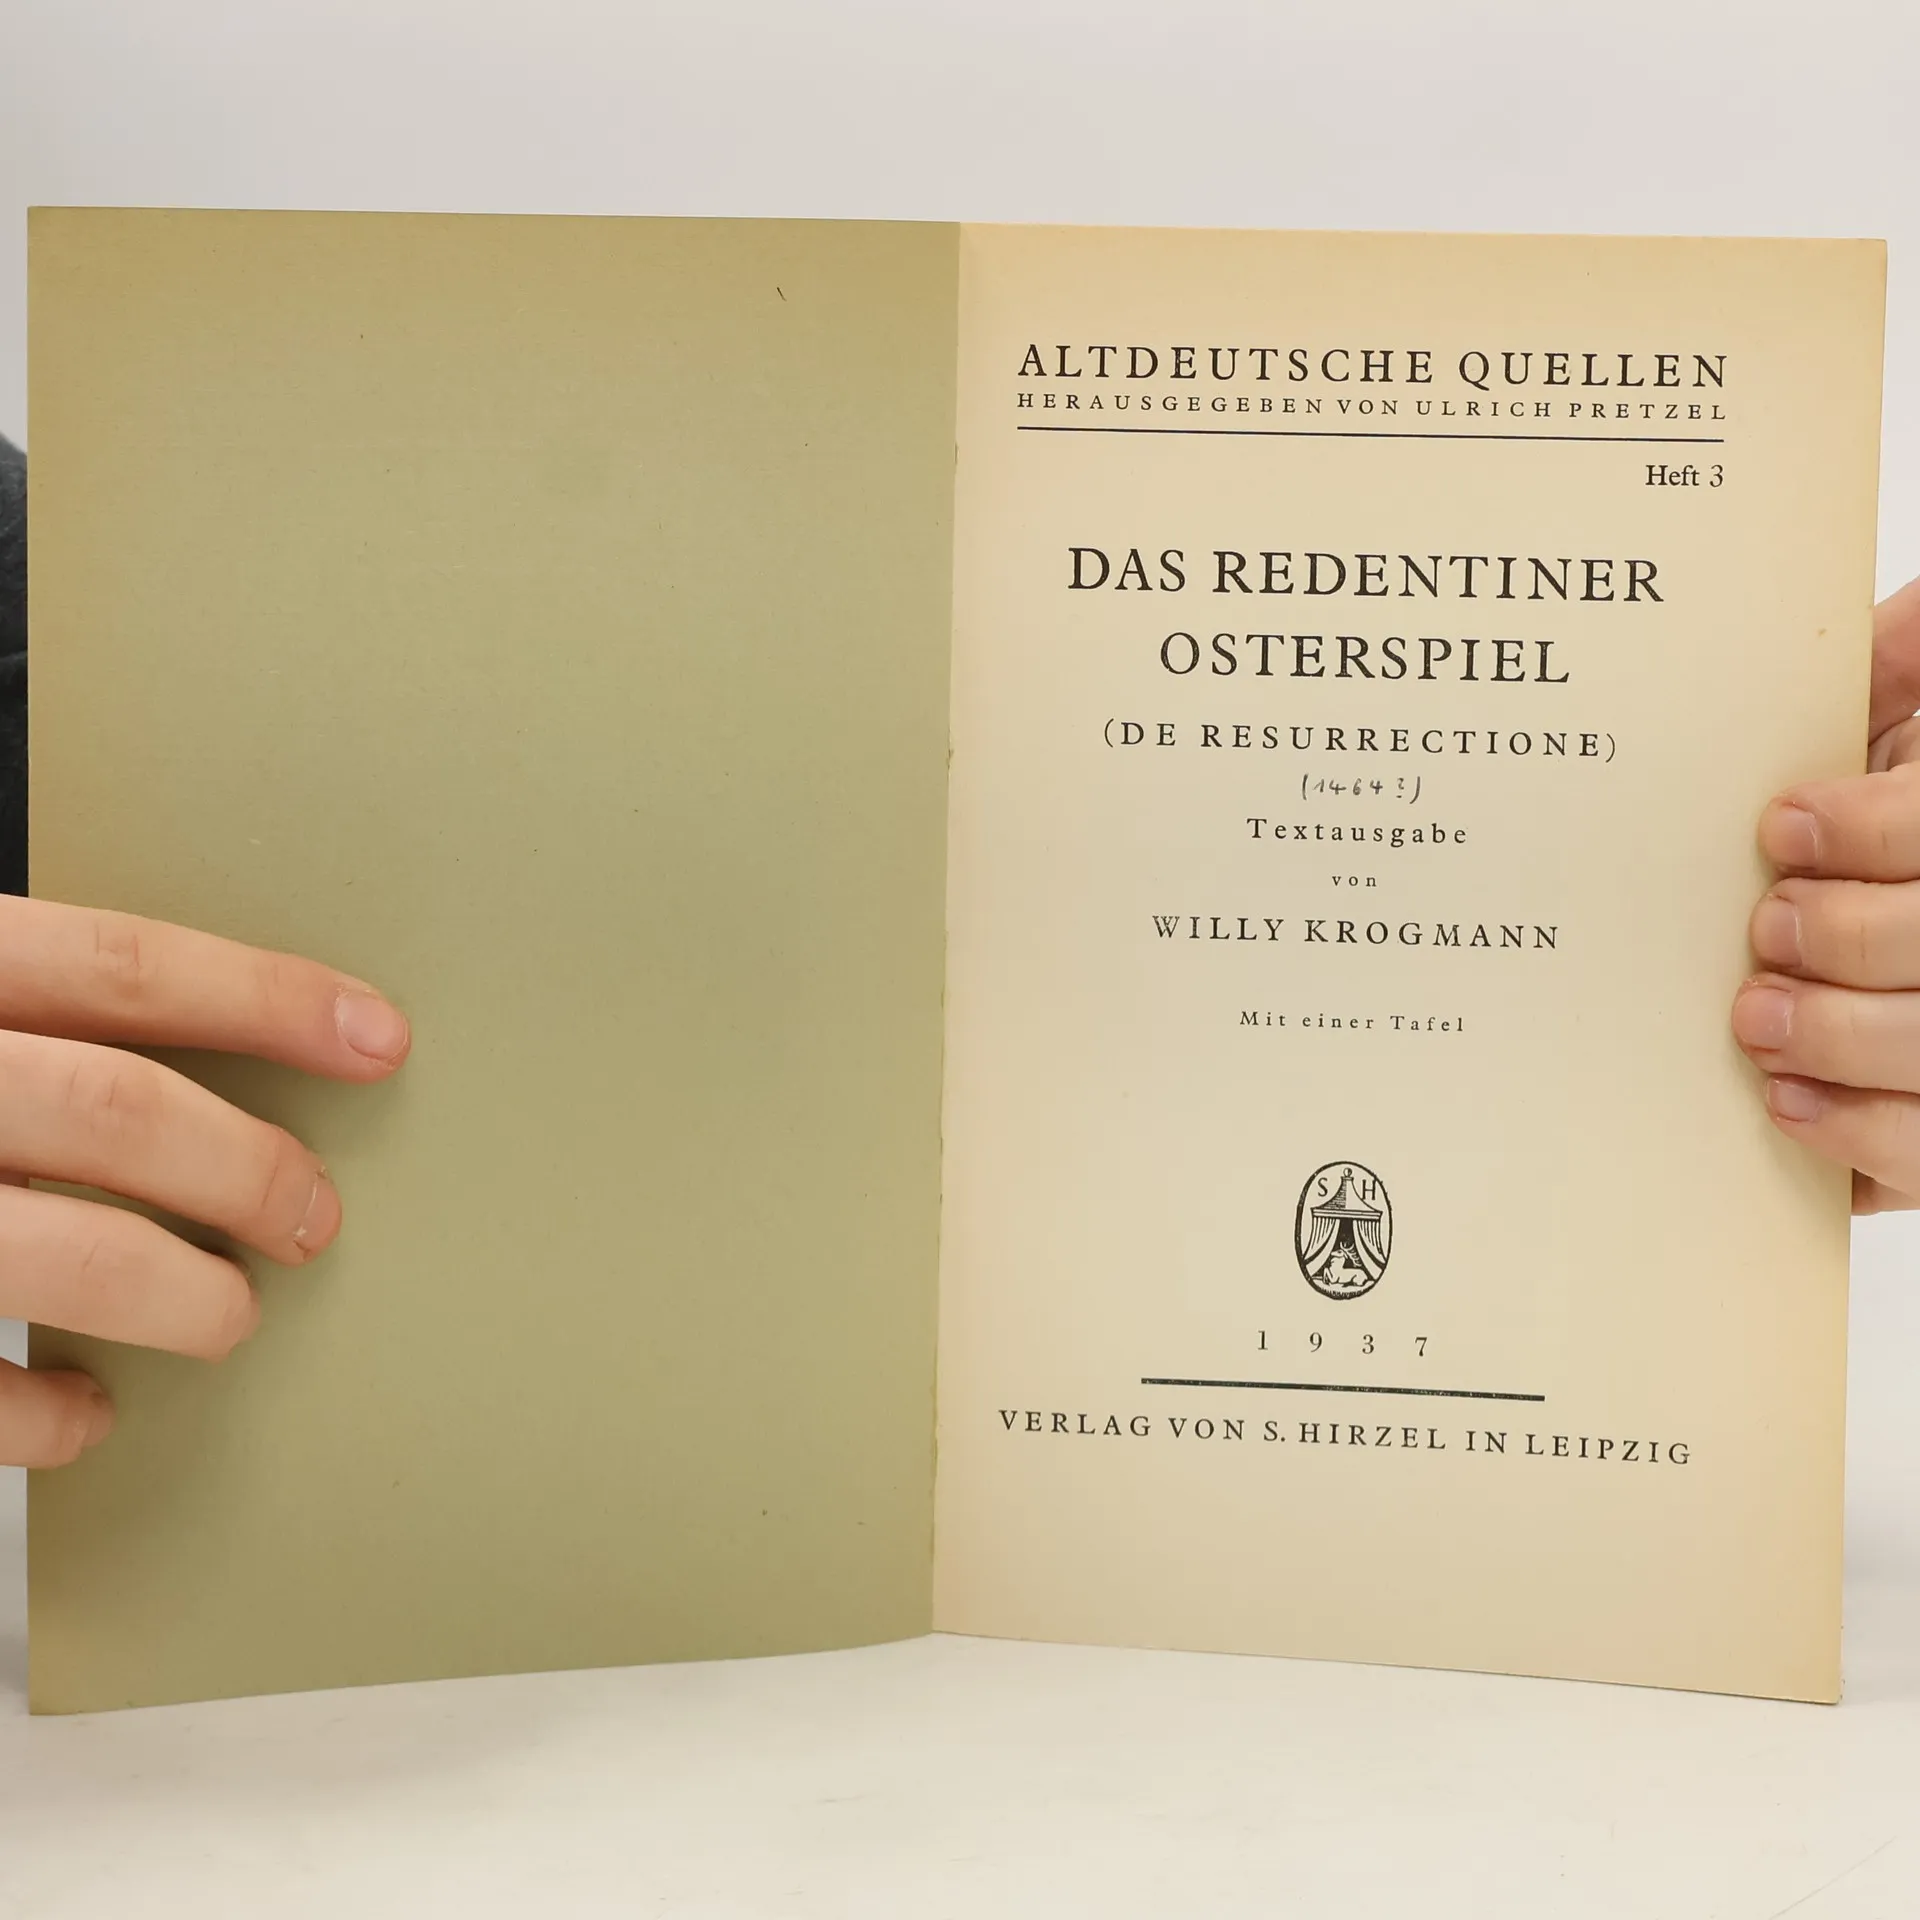 ALTDEUTSCHE QUELLEN
HERAUSGEGEBEN VON ULRICH PRETZEL
Heft 3
DAS REDENTINER
OSTERSPIEL
(DE RESURRECTIONE)
(1464?)
Textausgabe
von
WILLY KROGMANN
Mit einer Tafel
S H
1937
VERLAG VON S. HIRZEL IN LEIPZIG